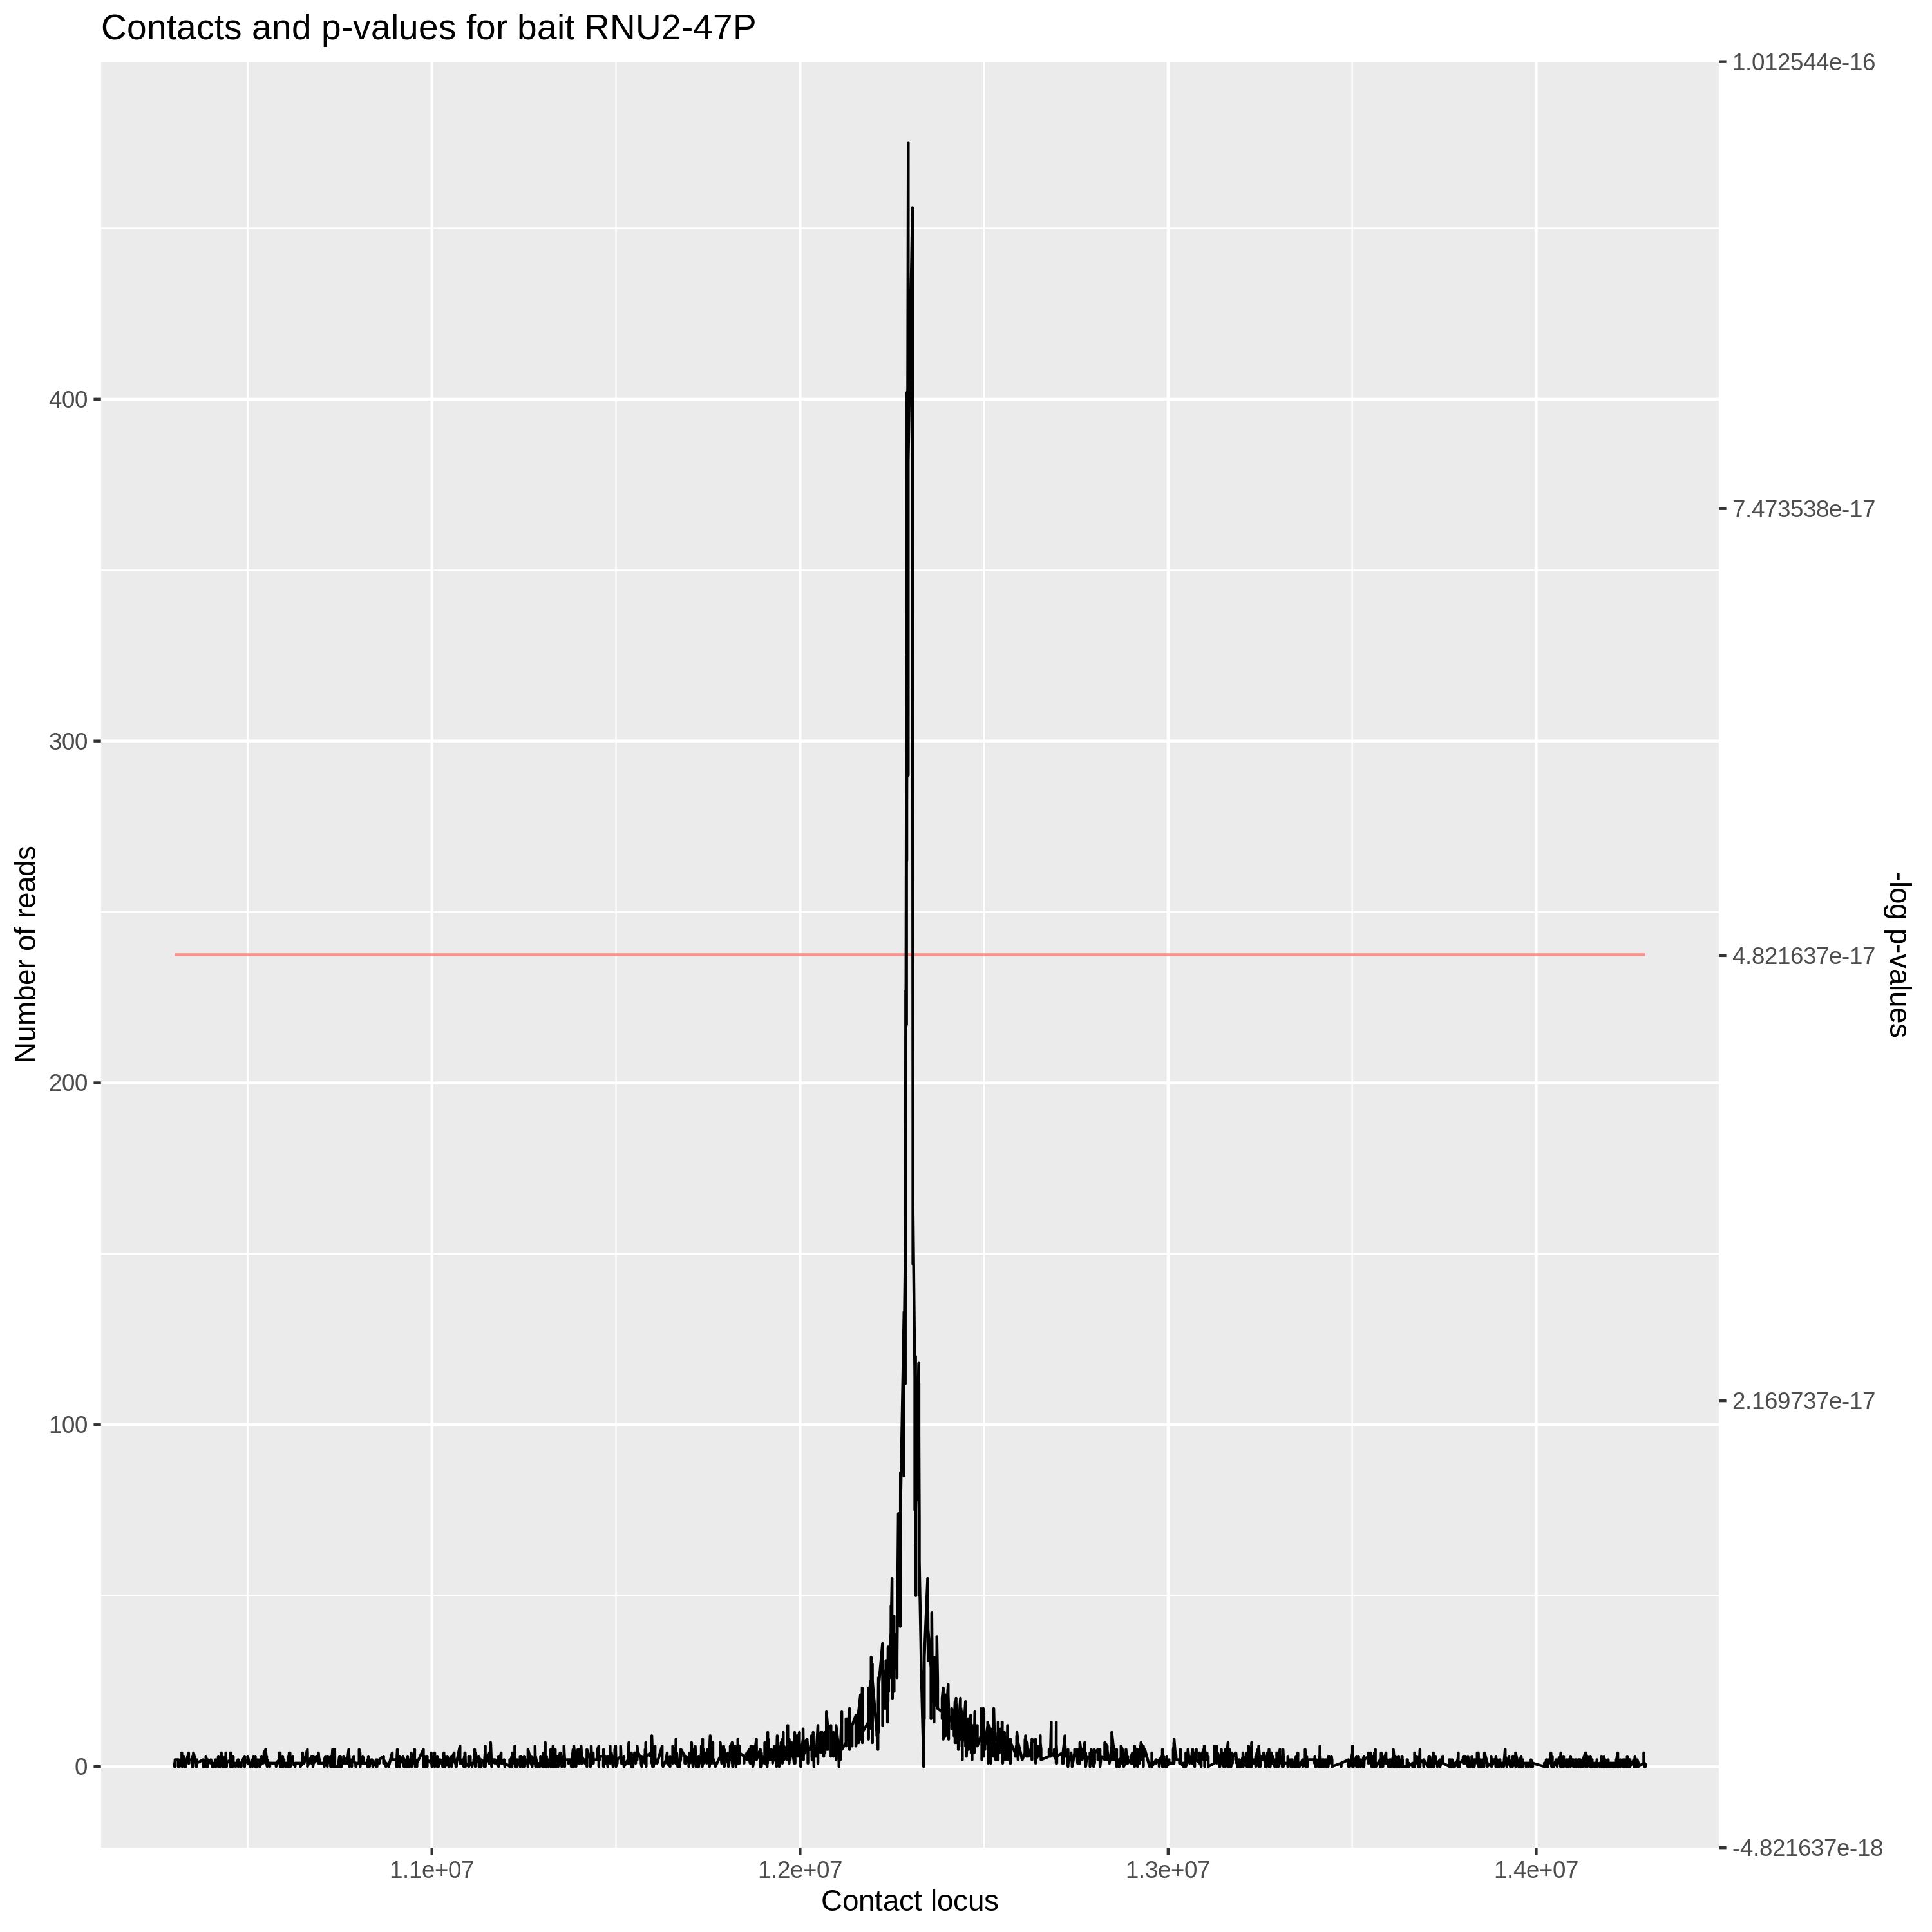 Contacts and p-values for bait RNU2-47P
Number of reads
400
300
200
100
0
1.012544e-16
7.473538e-17
4.821637e-17
2.169737e-17
-4.821637e-18
-log p-values
1.1e+07 1.2e+07 1.3e+07 1.4e+07
Contact locus